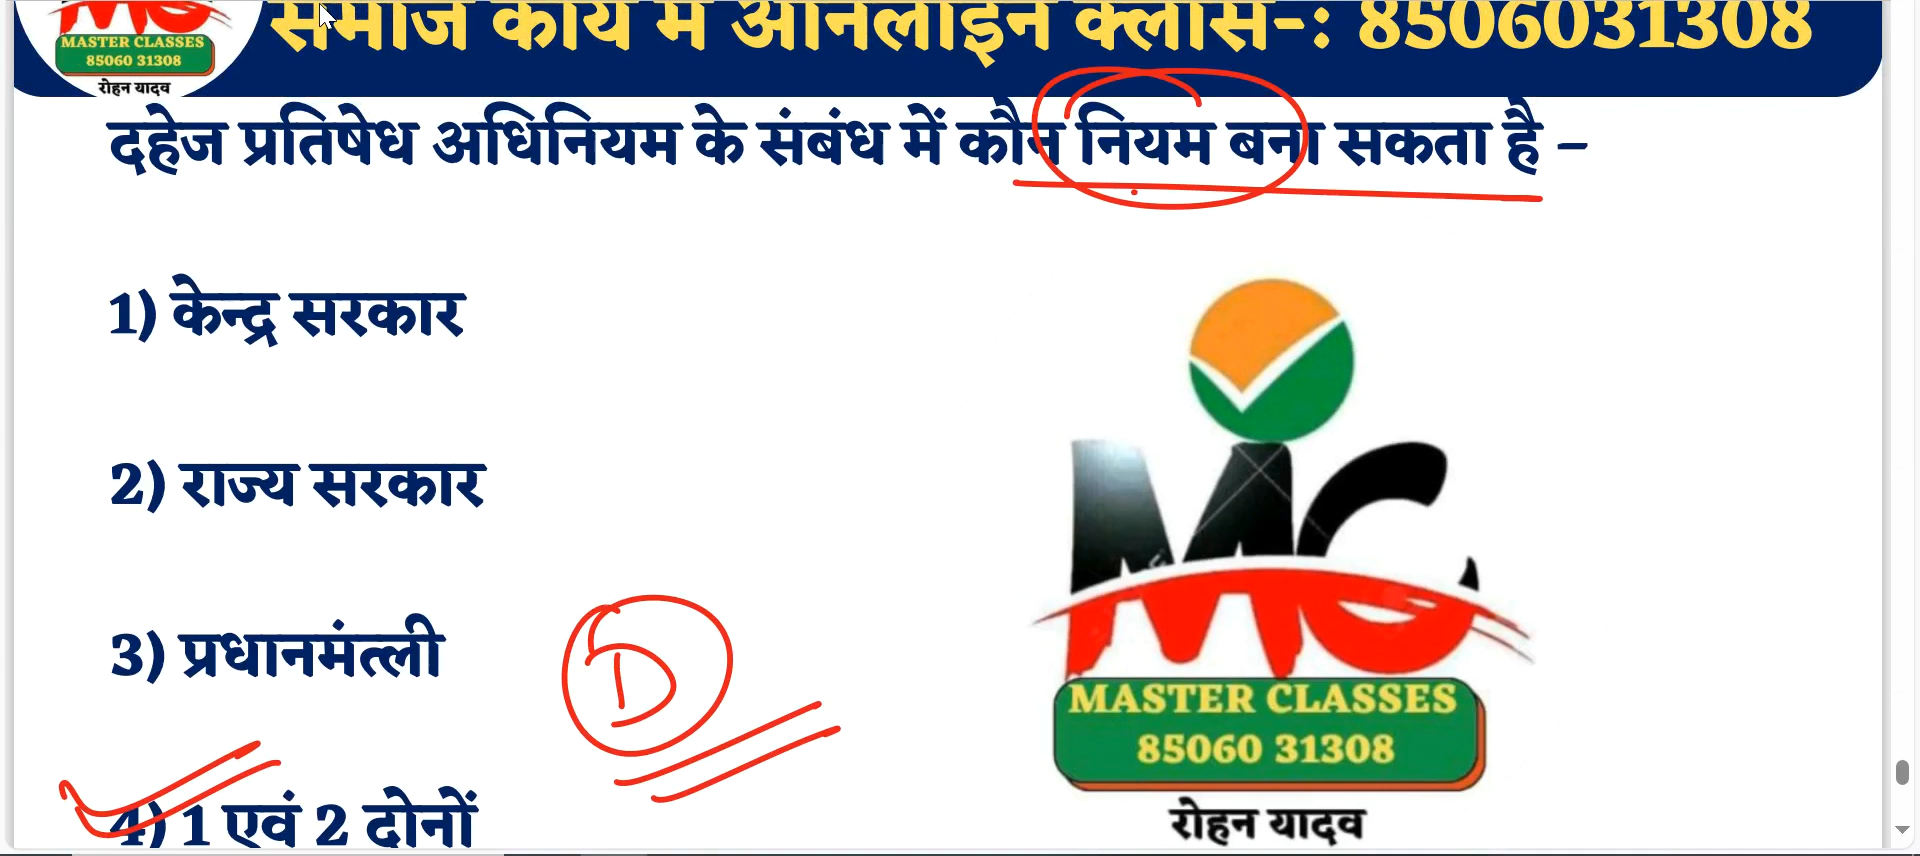 समाज कार्य में ऑनलाइन क्लास-: 8506031308
MASTER CLASSES
85060 31308
रोहन यादव
दहेज प्रतिषेध अधिनियम के संबंध में कौन नियम बना सकता है –
1) केन्द्र सरकार
2) राज्य सरकार
3) प्रधानमंत्ली
D
4) 1 एवं 2 दोनों
MC
MASTER CLASSES
85060 31308
रोहन यादव